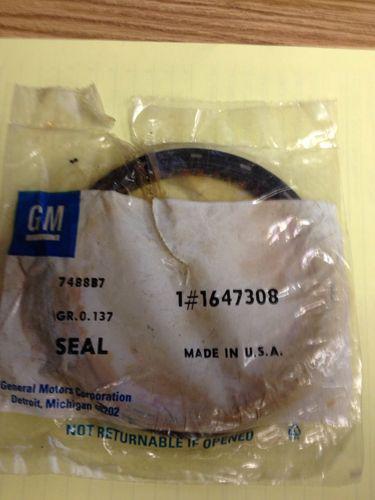 GM
7488B7
1#1647308
GR.0.137
SEAL
MADE IN U.S.A.
General Motors Corporation
Detroit, Michigan 48202
NOT RETURNABLE IF OPENED